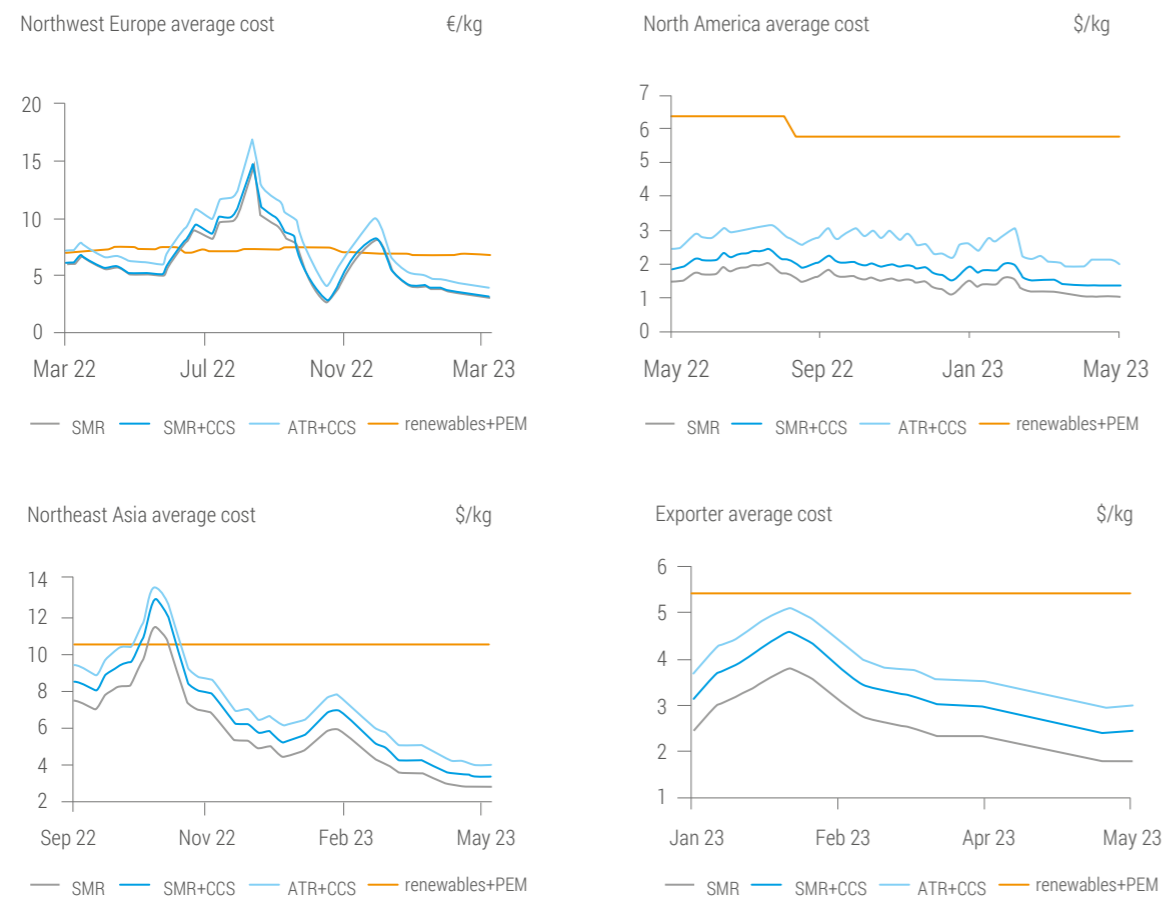 Northwest Europe average cost €/kg
20
15
10
5
0
Mar 22 Jul 22 Nov 22 Mar 23
SMR SMR+CCS ATR+CCS renewables+PEM
North America average cost $/kg
7
6
5
4
3
2
1
0
May 22 Sep 22 Jan 23 May 23
SMR SMR+CCS ATR+CCS renewables+PEM
Northeast Asia average cost $/kg
14
12
10
8
6
4
2
Sep 22 Nov 22 Feb 23 May 23
SMR SMR+CCS ATR+CCS renewables+PEM
Exporter average cost $/kg
6
5
4
3
2
1
Jan 23 Feb 23 Apr 23 May 23
SMR SMR+CCS ATR+CCS renewables+PEM